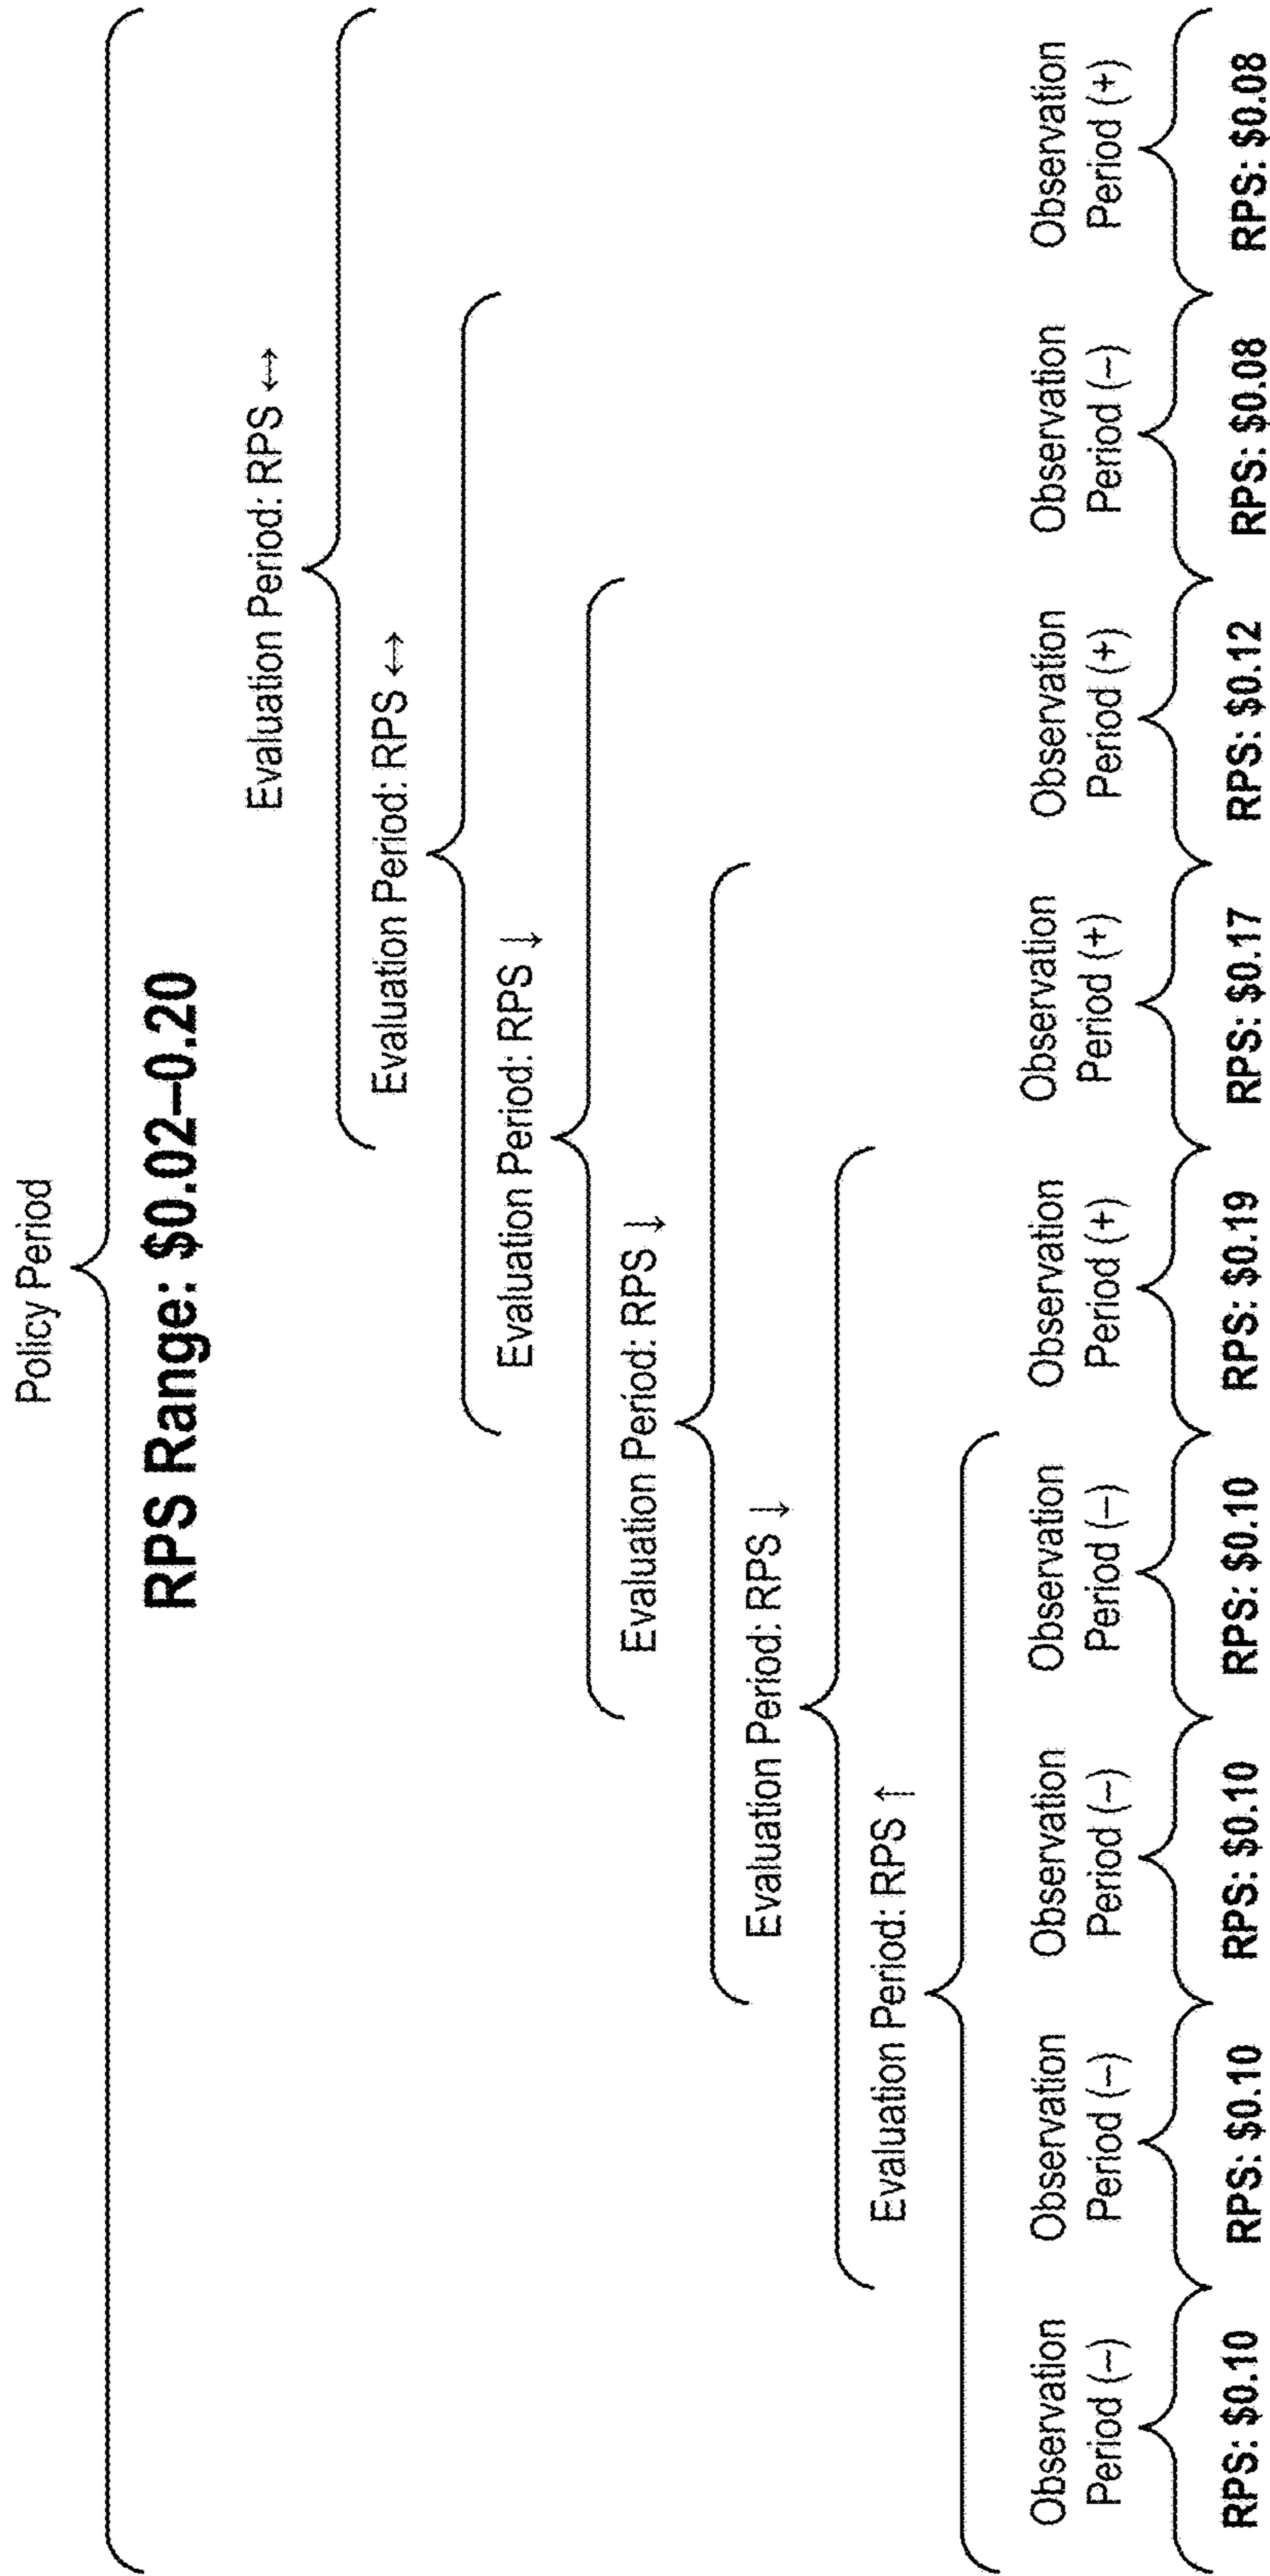 Policy Period
RPS Range: $0.02–0.20
Evaluation Period: RPS ↔
Evaluation Period: RPS ↔
Evaluation Period: RPS ↓
Evaluation Period: RPS ↓
Evaluation Period: RPS ↓
Evaluation Period: RPS ↑
Observation
Period (–)
RPS: $0.10
Observation
Period (–)
RPS: $0.10
Observation
Period (–)
RPS: $0.10
Observation
Period (–)
RPS: $0.10
Observation
Period (+)
RPS: $0.19
Observation
Period (+)
RPS: $0.17
Observation
Period (+)
RPS: $0.12
Observation
Period (–)
RPS: $0.08
Observation
Period (+)
RPS: $0.08